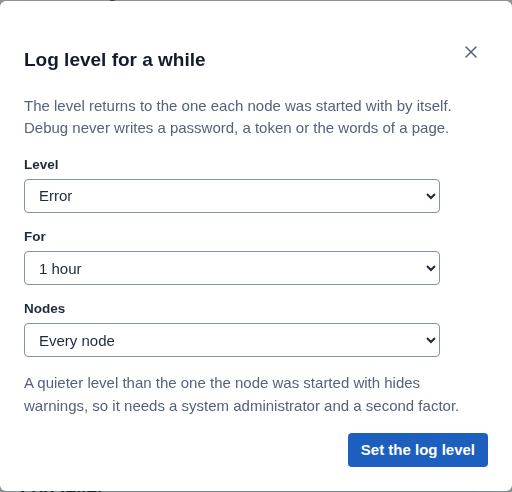 Log level for a while
The level returns to the one each node was started with by itself.
Debug never writes a password, a token or the words of a page.
Level
Error
For
1 hour
Nodes
Every node
A quieter level than the one the node was started with hides
warnings, so it needs a system administrator and a second factor.
Set the log level